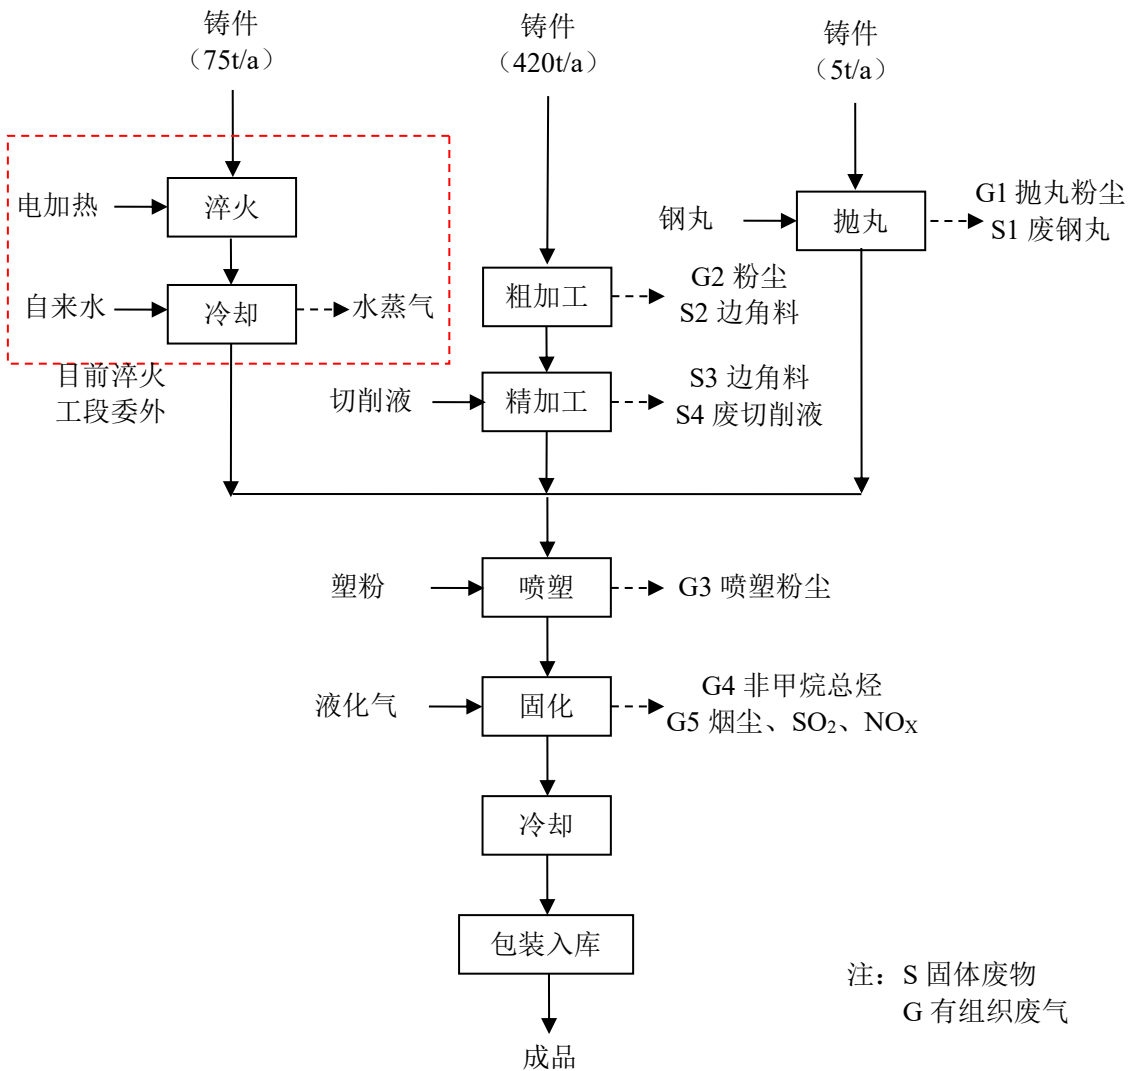 铸件
（75t/a）
铸件
（420t/a）
铸件
（5t/a）
电加热
淬火
自来水
冷却
水蒸气
目前淬火
工段委外
钢丸
抛丸
G1 抛丸粉尘
S1 废钢丸
粗加工
G2 粉尘
S2 边角料
切削液
精加工
S3 边角料
S4 废切削液
塑粉
喷塑
G3 喷塑粉尘
液化气
固化
G4 非甲烷总烃
G5 烟尘、SO₂、NOX
冷却
包装入库
成品
注：S 固体废物
G 有组织废气